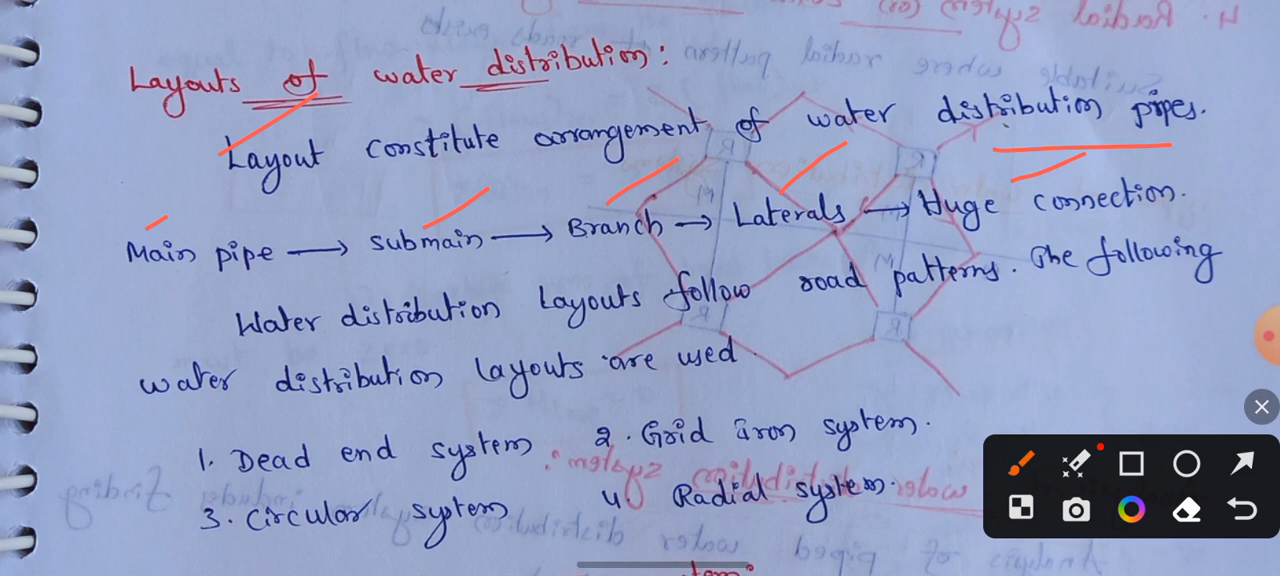 Layouts of water distribution:
Layout constitute arrangement of water distribution pipes.
Main pipe → submain → Branch → Laterals → Huge connection.
Water distribution Layouts follow road patterns. The following
water distribution layouts are used
1. Dead end system 2. Grid iron system.
3. Circular system 4. Radial system.